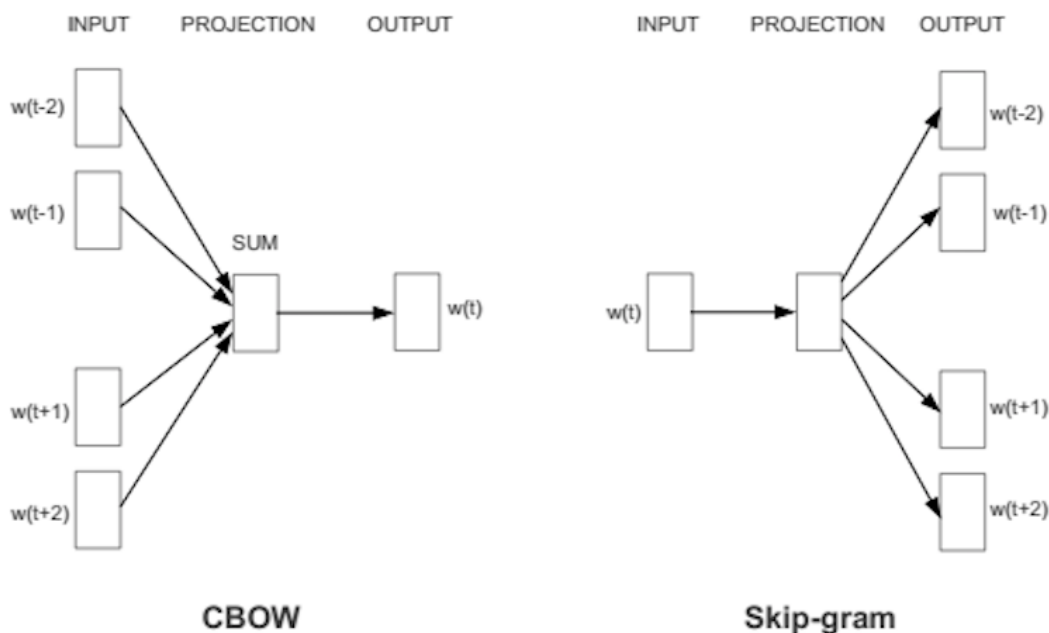 INPUT PROJECTION OUTPUT
w(t-2)
w(t-1)
SUM
w(t)
w(t+1)
w(t+2)
CBOW
INPUT PROJECTION OUTPUT
w(t-2)
w(t-1)
w(t)
w(t+1)
w(t+2)
Skip-gram